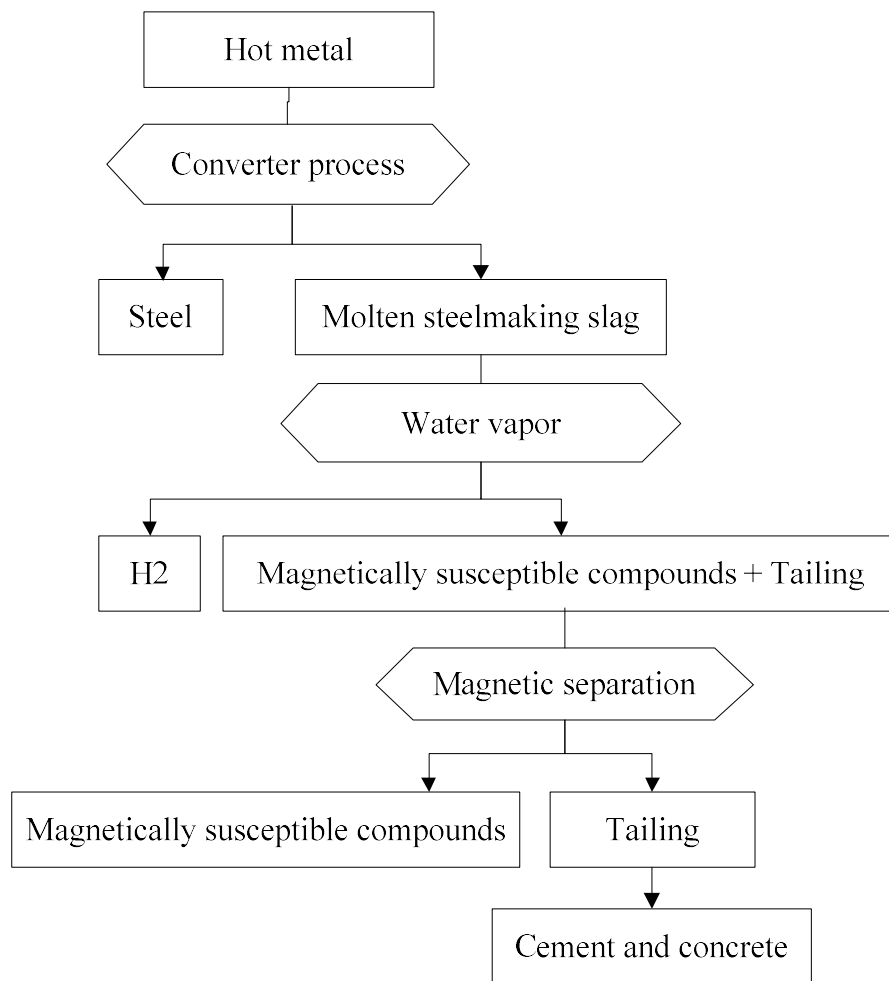 Hot metal
Converter process
Steel
Molten steelmaking slag
Water vapor
H2
Magnetically susceptible compounds + Tailing
Magnetic separation
Magnetically susceptible compounds
Tailing
Cement and concrete